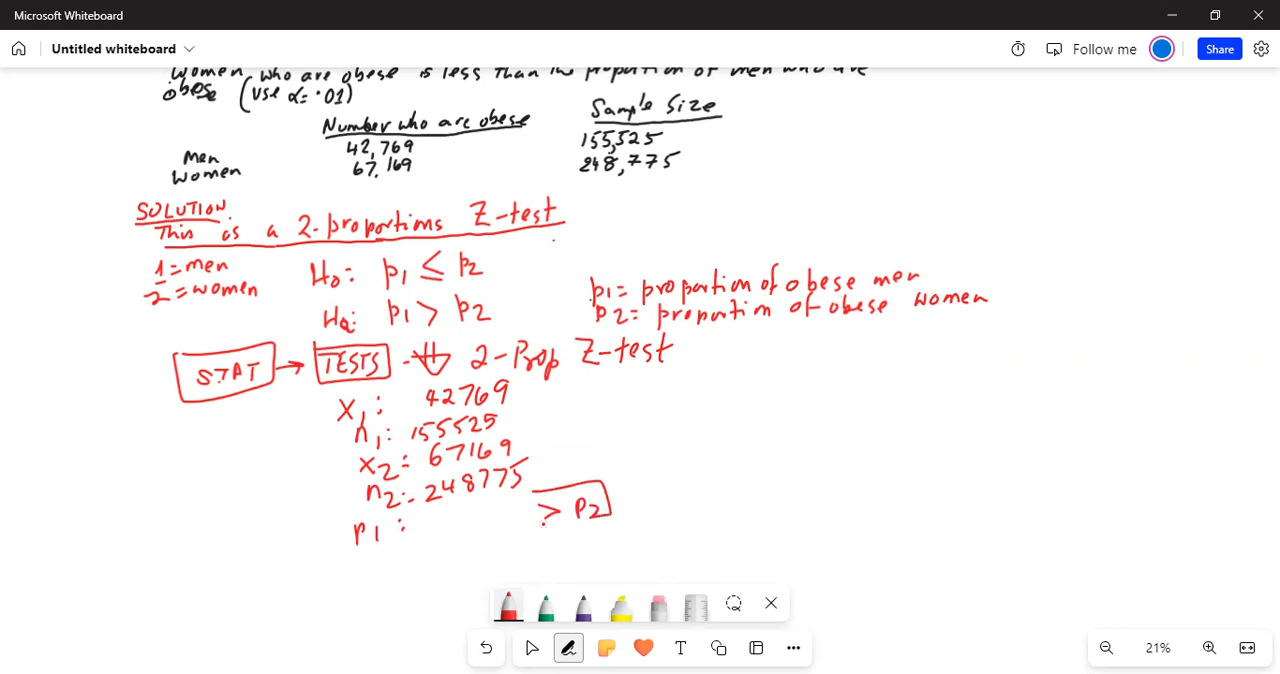 Microsoft Whiteboard
Untitled whiteboard
Follow me
Share
women who are obese is less than the proportion of men who are
obese (use α = .01)
Number who are obese Sample Size
Men 42,769 155,525
Women 67,169 248,775
SOLUTION
This is a 2-proportions Z-test
1 = men
2 = women
H0: p1 ≤ p2
Ha: p1 > p2
p1 = proportion of obese men
p2 = proportion of obese women
STAT → TESTS 2-Prop Z-test
x1: 42769
n1: 155525
x2: 67169
n2: 248775
p1: > P2
21%